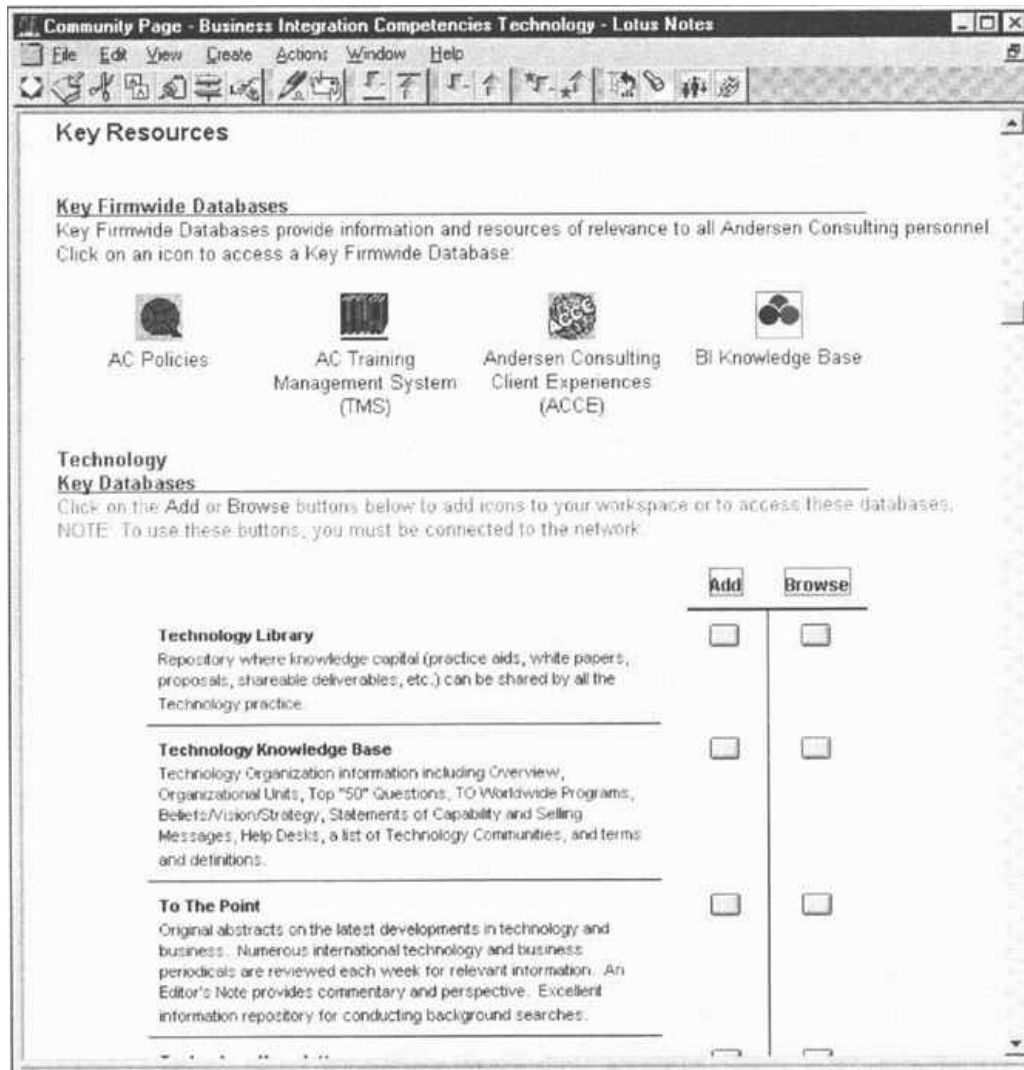 Community Page - Business Integration Competencies Technology - Lotus Notes
File Edit View Create Actions Window Help
Key Resources
Key Firmwide Databases
Key Firmwide Databases provide information and resources of relevance to all Andersen Consulting personnel
Click on an icon to access a Key Firmwide Database:
AC Policies
AC Training
Management System
(TMS)
Andersen Consulting
Client Experiences
(ACCE)
BI Knowledge Base
Technology
Key Databases
Click on the Add or Browse buttons below to add icons to your workspace or to access these databases.
NOTE: To use these buttons, you must be connected to the network.
Add Browse
Technology Library
Repository where knowledge capital (practice aids, white papers,
proposals, shareable deliverables, etc.) can be shared by all the
Technology practice.
Technology Knowledge Base
Technology Organization information including Overview,
Organizational Units, Top "50" Questions, TO Worldwide Programs,
Beliefs/Vision/Strategy, Statements of Capability and Selling
Messages, Help Desks, a list of Technology Communities, and terms
and definitions.
To The Point
Original abstracts on the latest developments in technology and
business. Numerous international technology and business
periodicals are reviewed each week for relevant information. An
Editor's Note provides commentary and perspective. Excellent
information repository for conducting background searches.